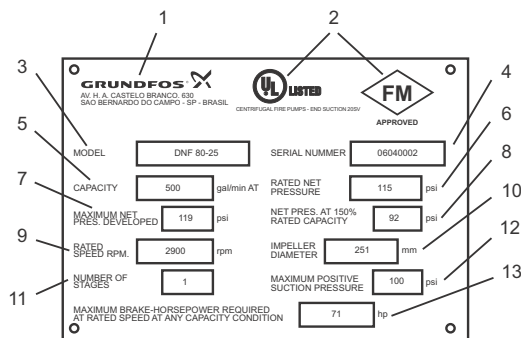 1
2
3
4
5
6
7
8
9
10
11
12
13
GRUNDFOS
AV. H. A. CASTELO BRANCO. 630
SAO BERNARDO DO CAMPO - SP - BRASIL
UL LISTED
CENTRIFUGAL FIRE PUMPS - END SUCTION 20SV
FM
APPROVED
MODEL DNF 80-25
SERIAL NUMMER 06040002
CAPACITY 500 gal/min AT
RATED NET
PRESSURE 115 psi
MAXIMUM NET
PRES. DEVELOPED 119 psi
NET PRES. AT 150%
RATED CAPACITY 92 psi
RATED
SPEED RPM. 2900 rpm
IMPELLER
DIAMETER 251 mm
NUMBER OF
STAGES 1
MAXIMUM POSITIVE
SUCTION PRESSURE 100 psi
MAXIMUM BRAKE-HORSEPOWER REQUIRED
AT RATED SPEED AT ANY CAPACITY CONDITION 71 hp